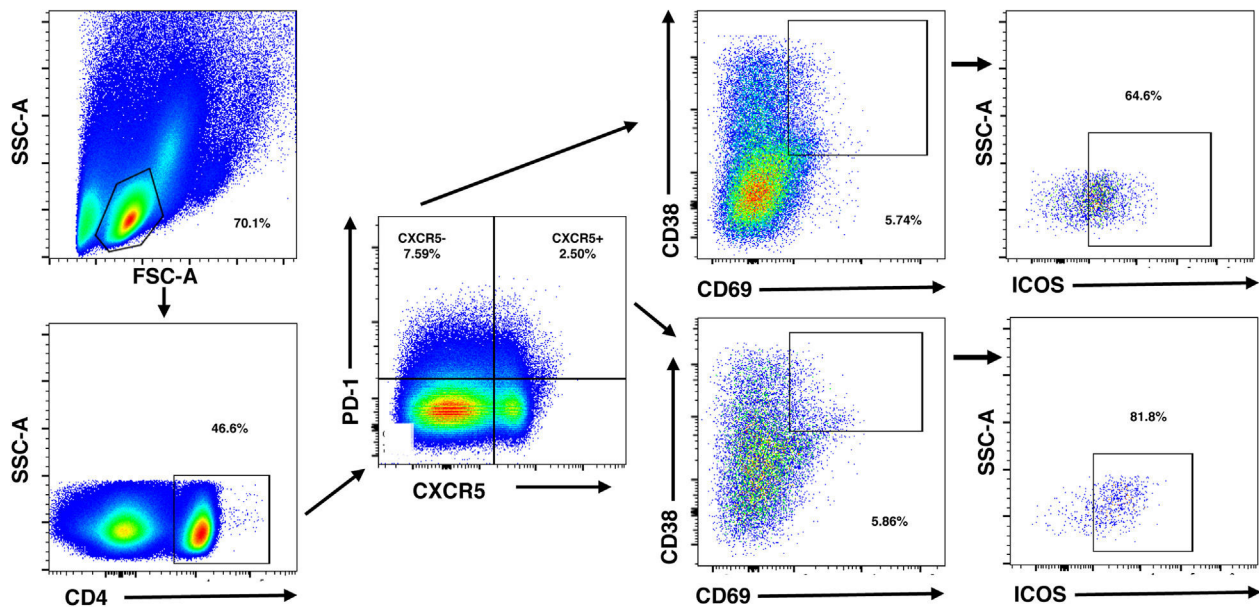 SSC-A
70.1%
FSC-A
SSC-A
46.6%
CD4
PD-1
CXCR5-
7.59%
CXCR5+
2.50%
CXCR5
CD38
5.74%
CD69
SSC-A
64.6%
ICOS
CD38
5.86%
CD69
SSC-A
81.8%
ICOS